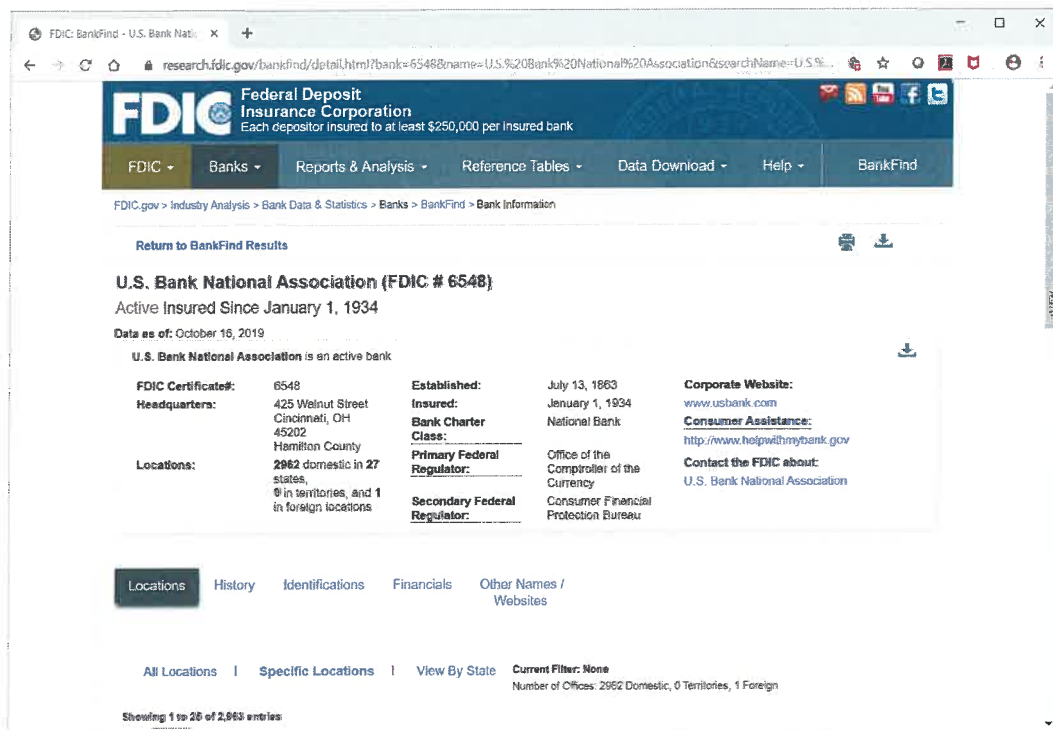 FDIC: BankFind - U.S. Bank Nati
research.fdic.gov/bankfind/detail.html?bank=6548&name=U.S.%20Bank%20National%20Association&searchName=U.S.%...
FDIC Federal Deposit
Insurance Corporation
Each depositor insured to at least $250,000 per insured bank
FDIC Banks Reports & Analysis Reference Tables Data Download Help BankFind
FDIC.gov > Industry Analysis > Bank Data & Statistics > Banks > BankFind > Bank Information
Return to BankFind Results
U.S. Bank National Association (FDIC # 6548)
Active Insured Since January 1, 1934
Data as of: October 16, 2019
U.S. Bank National Association is an active bank
FDIC Certificate#: 6548
Headquarters: 425 Walnut Street
Cincinnati, OH
45202
Hamilton County
Locations: 2962 domestic in 27
states,
0 in territories, and 1
in foreign locations
Established: July 13, 1863
Insured: January 1, 1934
Bank Charter National Bank
Class:
Primary Federal Office of the
Regulator: Comptroller of the
Currency
Secondary Federal Consumer Financial
Regulator: Protection Bureau
Corporate Website:
www.usbank.com
Consumer Assistance:
http://www.helpwithmybank.gov
Contact the FDIC about:
U.S. Bank National Association
Locations History Identifications Financials Other Names /
Websites
All Locations | Specific Locations | View By State Current Filter: None
Number of Offices: 2962 Domestic, 0 Territories, 1 Foreign
Showing 1 to 25 of 2,963 entries